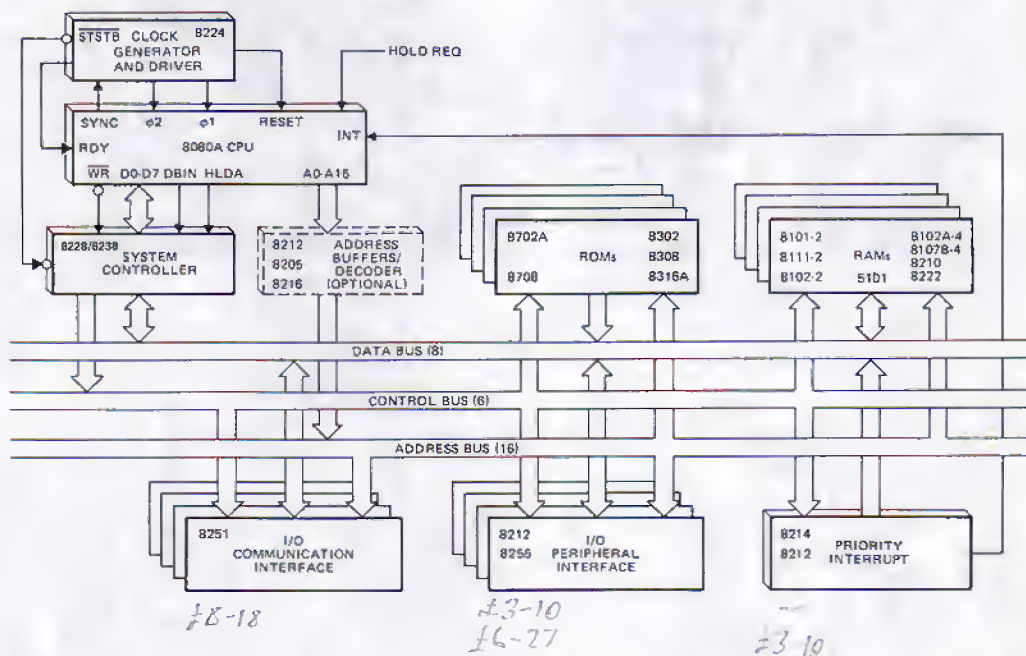 STSTB CLOCK 8224
GENERATOR
AND DRIVER
HOLD REQ
SYNC φ2 φ1 RESET
INT
RDY 8080A CPU
WR D0-D7 DBIN HLDA A0-A15
8228/8238
SYSTEM
CONTROLLER
8212 ADDRESS
8205 BUFFERS/
DECODER
8216 (OPTIONAL)
8702A 8302
ROMs 8308
8708 8316A
8101-2 8102A-4
8111-2 RAMs 8107B-4
8210
8102-2 5101 8222
DATA BUS (8)
CONTROL BUS (6)
ADDRESS BUS (16)
8251 I/O
COMMUNICATION
INTERFACE
8212 I/O
8255 PERIPHERAL
INTERFACE
8214 PRIORITY
8212 INTERRUPT
£8-18
£3-10
£6-27
-
£3-10